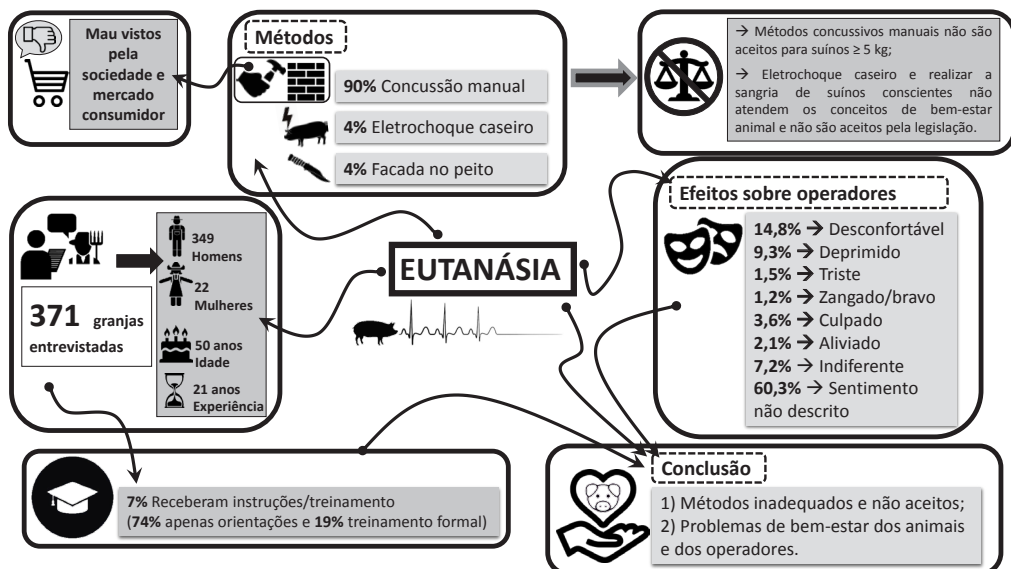 Mau vistos
pela
sociedade e
mercado
consumidor
Métodos
90% Concussão manual
4% Eletrochoque caseiro
4% Facada no peito
→ Métodos concussivos manuais não são
aceitos para suínos ≥ 5 kg;
→ Eletrochoque caseiro e realizar a
sangria de suínos conscientes não
atendem os conceitos de bem-estar
animal e não são aceitos pela legislação.
EUTANÁSIA
371 granjas
entrevistadas
349
Homens
22
Mulheres
50 anos
Idade
21 anos
Experiência
Efeitos sobre operadores
14,8% → Desconfortável
9,3% → Deprimido
1,5% → Triste
1,2% → Zangado/bravo
3,6% → Culpado
2,1% → Aliviado
7,2% → Indiferente
60,3% → Sentimento
não descrito
7% Receberam instruções/treinamento
(74% apenas orientações e 19% treinamento formal)
Conclusão
1) Métodos inadequados e não aceitos;
2) Problemas de bem-estar dos animais
e dos operadores.